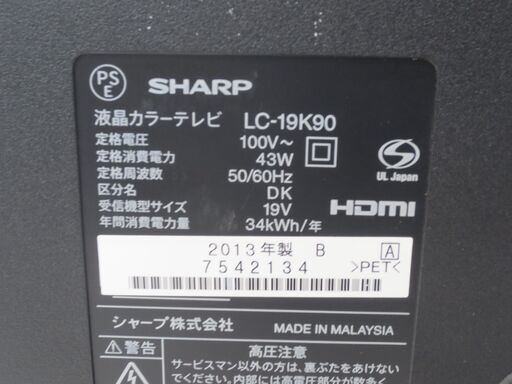 PS
E
SHARP
液晶カラーテレビ LC-19K90
定格電圧 100V～
定格消費電力 43W
定格周波数 50/60Hz
区分名 DK
受信機型サイズ 19V
年間消費電力量 34kWh/年
UL Japan
HDMI
2013年製 B A
7542134 >PET<
シャープ株式会社 MADE IN MALAYSIA
⚠警告 高圧注意
サービスマン以外の方は、裏ぶたをあけないで
ください。内部には高電圧部分が数多く